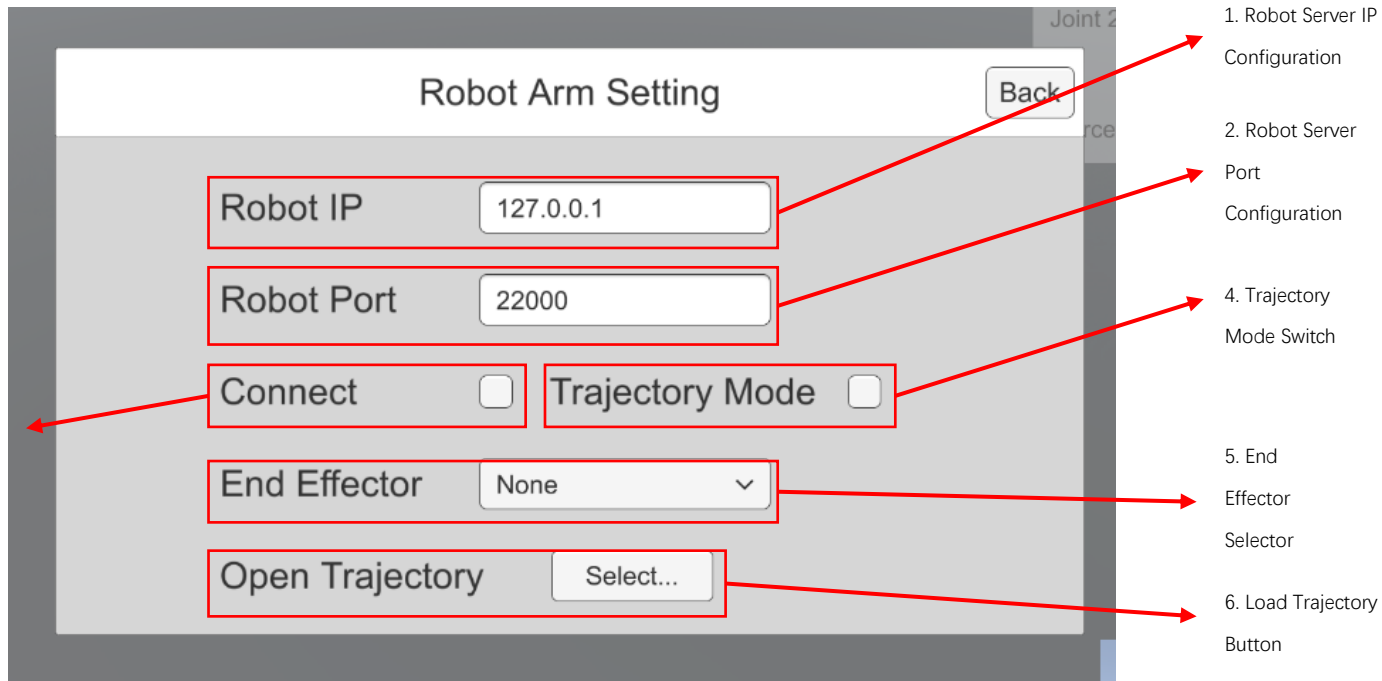 Joint 2
Robot Arm Setting
Back
rce
Robot IP
127.0.0.1
Robot Port
22000
Connect
Trajectory Mode
End Effector
None
Open Trajectory
Select...
1. Robot Server IP
Configuration
2. Robot Server
Port
Configuration
4. Trajectory
Mode Switch
5. End
Effector
Selector
6. Load Trajectory
Button